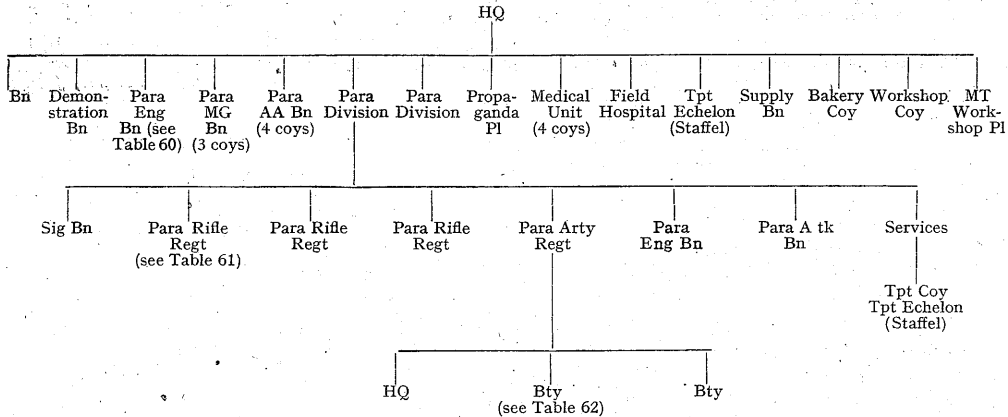 HQ
Bn Demon- Para Para Para Para Para Propa- Medical Field Tpt Supply Bakery Workshop MT
stration Eng MG AA Bn Division Division ganda Unit Hospital Echelon Bn Coy Coy Work-
Bn Bn (see Bn (4 coys) Pl (4 coys) (Staffel) shop Pl
Table 60) (3 coys)
Sig Bn Para Rifle Para Rifle Para Rifle Para Arty Para Para A tk Services
Regt Regt Regt Regt Eng Bn Bn
(see Table 61)
Tpt Coy
Tpt Echelon
(Staffel)
HQ Bty Bty
(see Table 62)